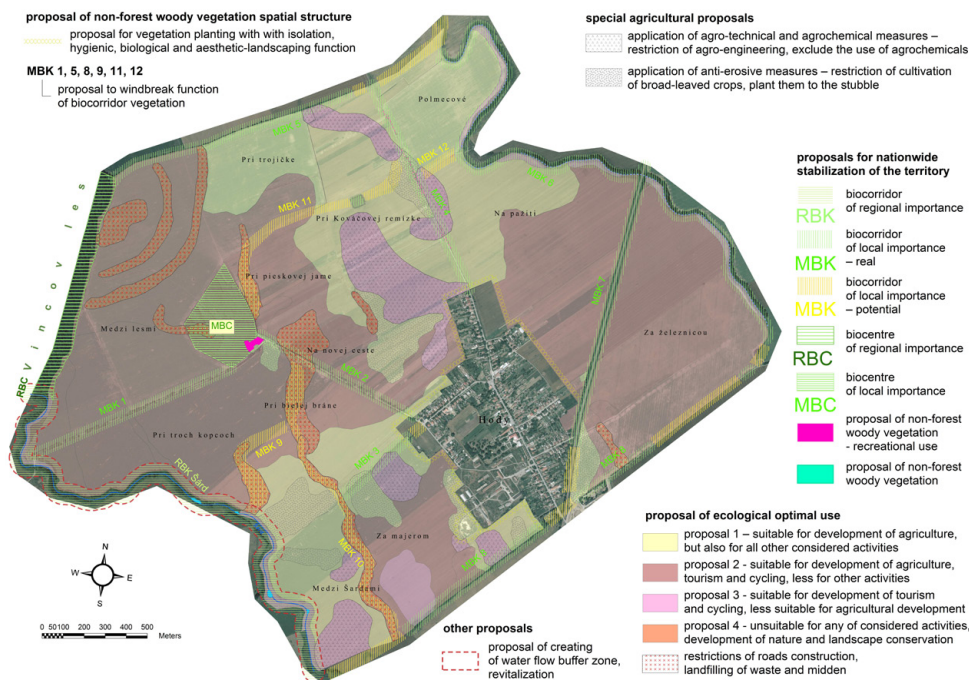 proposal of non-forest woody vegetation spatial structure
proposal for vegetation planting with with isolation,
hygienic, biological and aesthetic-landscaping function
MBK 1, 5, 8, 9, 11, 12
proposal to windbreak function
of biocorridor vegetation
special agricultural proposals
application of agro-technical and agrochemical measures –
restriction of agro-engineering, exclude the use of agrochemicals
application of anti-erosive measures – restriction of cultivation
of broad-leaved crops, plant them to the stubble
Polmecové
Pri trojičke
MBK 12
MBK 11
Pri Kováčovej remízke
Na pažiti
RBC Vincov les
Pri pieskovej jame
Medzi lesmi
MBC
Na novej ceste
MBK 2
Za železnicou
MBK 1
Pri bielej bráne
Hody
Pri troch kopcoch
MBK 9
RBK Šárd
Za majerom
MBK 10
Medzi Šardemi
proposals for nationwide
stabilization of the territory
biocorridor
of regional importance
RBK
biocorridor
of local importance
– real
MBK
biocorridor
of local importance
– potential
MBK
biocentre
of regional importance
RBC
biocentre
of local importance
MBC
proposal of non-forest
woody vegetation
- recreational use
proposal of non-forest
woody vegetation
proposal of ecological optimal use
proposal 1 – suitable for development of agriculture,
but also for all other considered activities
proposal 2 - suitable for development of agriculture,
tourism and cycling, less for other activities
proposal 3 - suitable for development of tourism
and cycling, less suitable for agricultural development
proposal 4 - unsuitable for any of considered activities,
development of nature and landscape conservation
restrictions of roads construction,
landfilling of waste and midden
other proposals
proposal of creating
of water flow buffer zone,
revitalization
N
W
E
S
0 50 100 200 300 400 500
Meters